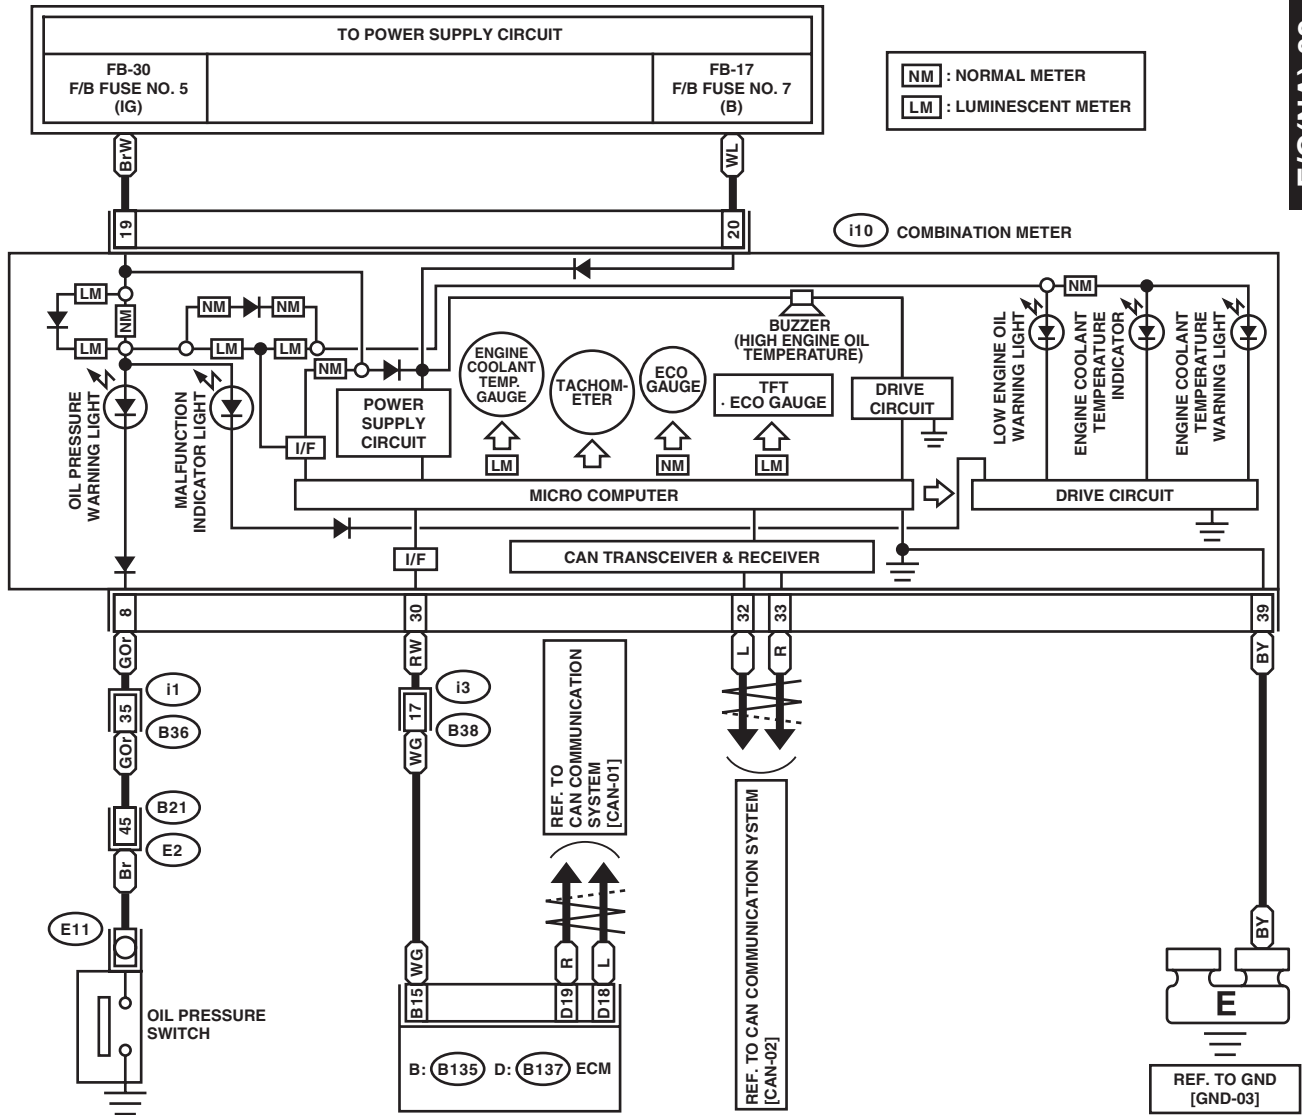 TO POWER SUPPLY CIRCUIT
FB-30
F/B FUSE NO. 5
(IG)
FB-17
F/B FUSE NO. 7
(B)
NM : NORMAL METER
LM : LUMINESCENT METER
BrW
WL
19
20
i10 COMBINATION METER
LM
NM
LM
NM
NM
LM
LM
NM
I/F
OIL PRESSURE
WARNING LIGHT
MALFUNCTION
INDICATOR LIGHT
POWER
SUPPLY
CIRCUIT
ENGINE
COOLANT
TEMP.
GAUGE
LM
TACHOM-
ETER
ECO
GAUGE
NM
BUZZER
(HIGH ENGINE OIL
TEMPERATURE)
TFT
· ECO GAUGE
LM
DRIVE
CIRCUIT
NM
LOW ENGINE OIL
WARNING LIGHT
ENGINE COOLANT
TEMPERATURE
INDICATOR
ENGINE COOLANT
TEMPERATURE
WARNING LIGHT
MICRO COMPUTER
DRIVE CIRCUIT
I/F
CAN TRANSCEIVER & RECEIVER
8
30
32
33
39
GOr
RW
L
R
BY
35
i1
B36
GOr
17
i3
B38
WG
45
B21
E2
Br
E11
OIL PRESSURE
SWITCH
REF. TO
CAN COMMUNICATION
SYSTEM
[CAN-01]
REF. TO CAN COMMUNICATION SYSTEM
[CAN-02]
WG
R
L
B15
D19
D18
B: B135 D: B137 ECM
BY
E
REF. TO GND
[GND-03]